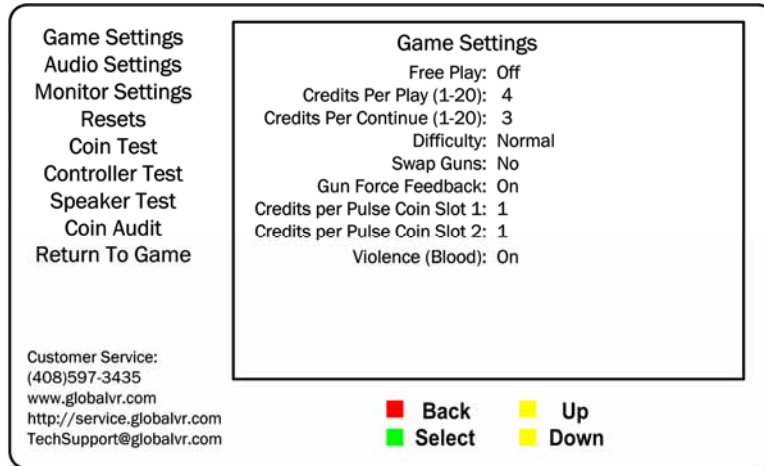 Game Settings
Audio Settings
Monitor Settings
Resets
Coin Test
Controller Test
Speaker Test
Coin Audit
Return To Game
Customer Service:
(408)597-3435
www.globalvr.com
http://service.globalvr.com
TechSupport@globalvr.com
Game Settings
Free Play: Off
Credits Per Play (1-20): 4
Credits Per Continue (1-20): 3
Difficulty: Normal
Swap Guns: No
Gun Force Feedback: On
Credits per Pulse Coin Slot 1: 1
Credits per Pulse Coin Slot 2: 1
Violence (Blood): On
Back Up
Select Down